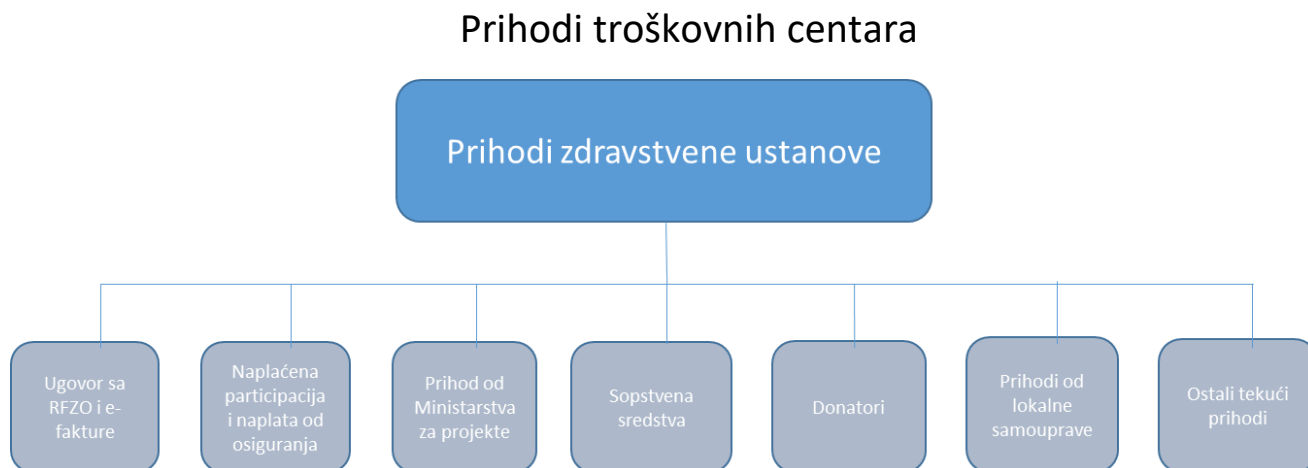 Prihodi troškovnih centara
Prihodi zdravstvene ustanove
Ugovor sa
RFZO i e-
fakture
Naplaćena
participacija
i naplata od
osiguranja
Prihod od
Ministarstva
za projekte
Sopstvena
sredstva
Donatori
Prihodi od
lokalne
samouprave
Ostali tekući
prihodi